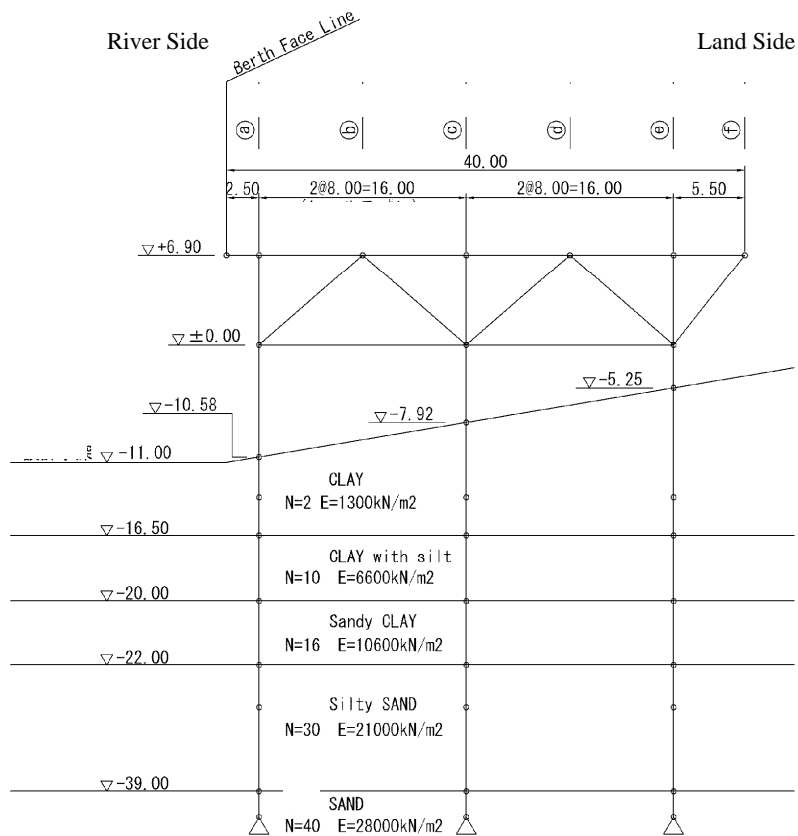 River Side
Land Side
Berth Face Line
ⓐ ⓑ ⓒ ⓓ ⓔ ⓕ
40.00
2.50 2@8.00=16.00 2@8.00=16.00 5.50
▽+6.90
▽±0.00
▽-5.25
▽-10.58
▽-7.92
▽-11.00
CLAY
N=2 E=1300kN/m2
▽-16.50
CLAY with silt
N=10 E=6600kN/m2
▽-20.00
Sandy CLAY
N=16 E=10600kN/m2
▽-22.00
Silty SAND
N=30 E=21000kN/m2
▽-39.00
SAND
N=40 E=28000kN/m2